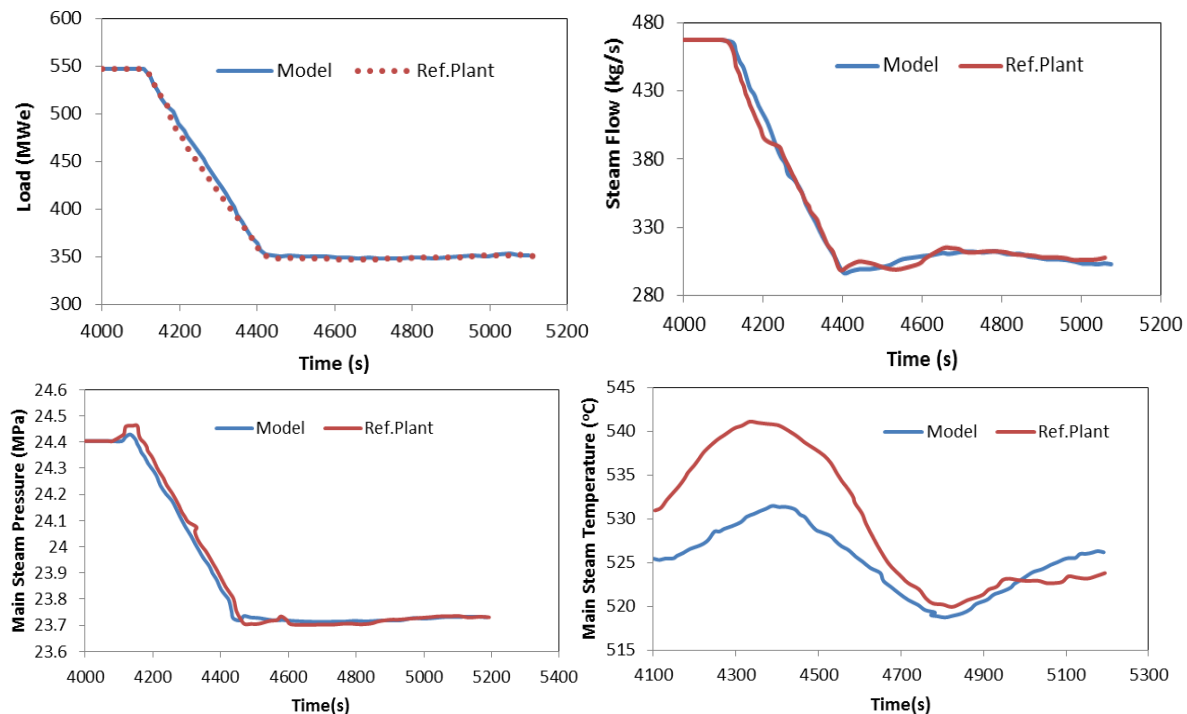 600
550
500
450
400
350
300
Load (MWe)
Model
Ref.Plant
4000 4200 4400 4600 4800 5000 5200
Time (s)
480
430
380
330
280
Steam Flow (kg/s)
Model
Ref.Plant
4000 4200 4400 4600 4800 5000 5200
Time (s)
24.6
24.5
24.4
24.3
24.2
24.1
24
23.9
23.8
23.7
23.6
Main Steam Pressure (MPa)
Model
Ref.Plant
4000 4200 4400 4600 4800 5000 5200 5400
Time(s)
545
540
535
530
525
520
515
Main Steam Temperature (°C)
Model
Ref.Plant
4100 4300 4500 4700 4900 5100 5300
Time(s)